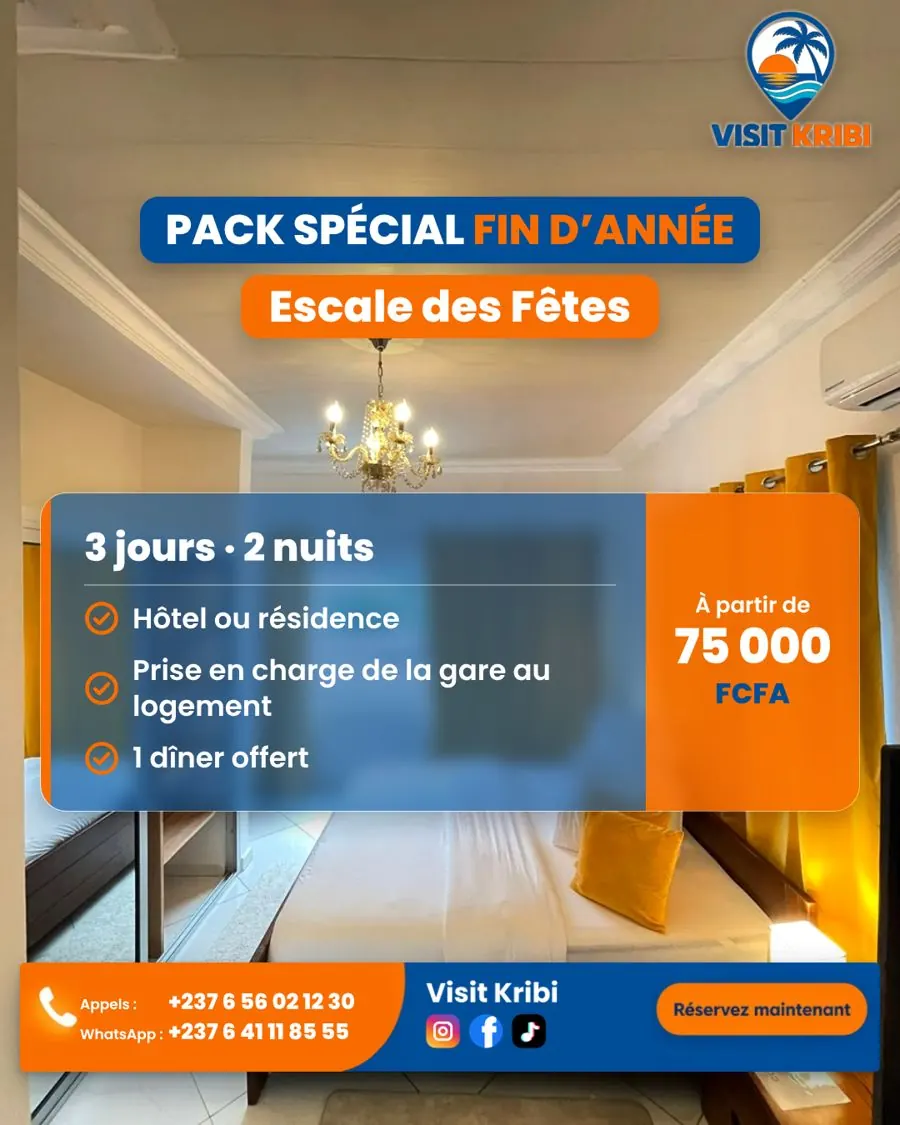 VISIT KRIBI
PACK SPÉCIAL FIN D'ANNÉE
Escale des Fêtes
3 jours • 2 nuits
Hôtel ou résidence
Prise en charge de la gare au
logement
1 dîner offert
À partir de
75 000
FCFA
Appels : +237 6 56 02 12 30
WhatsApp : +237 6 41 11 85 55
Visit Kribi
Réservez maintenant